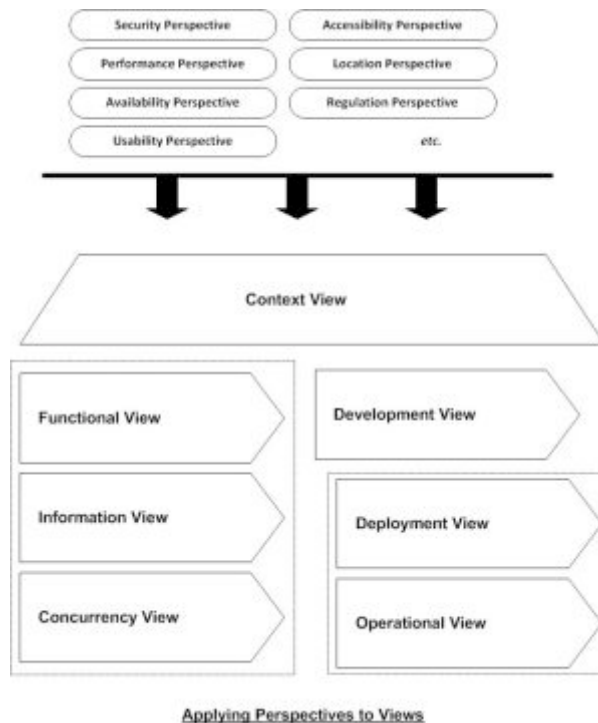 Security Perspective
Accessibility Perspective
Performance Perspective
Location Perspective
Availability Perspective
Regulation Perspective
Usability Perspective
etc.
Context View
Functional View
Development View
Information View
Deployment View
Concurrency View
Operational View
Applying Perspectives to Views